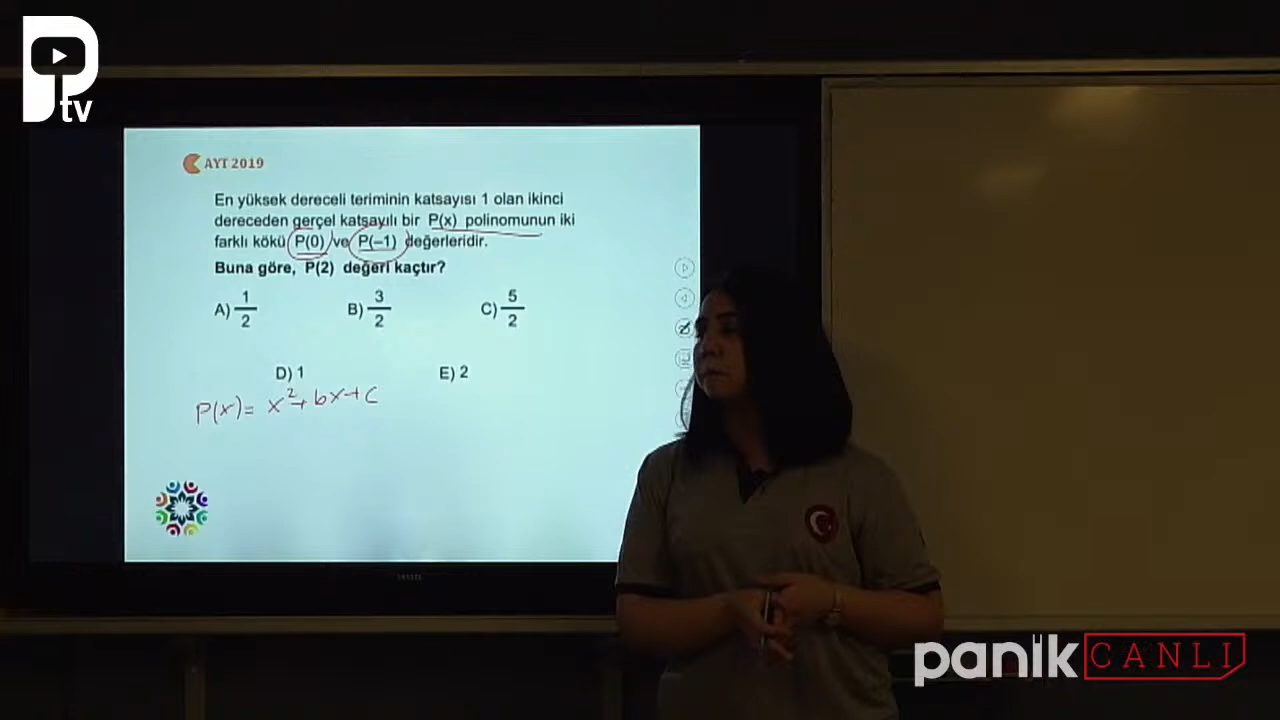 tv
AYT 2019
En yüksek dereceli teriminin katsayısı 1 olan ikinci
dereceden gerçel katsayılı bir P(x) polinomunun iki
farklı kökü P(0) ve P(–1) değerleridir.
Buna göre, P(2) değeri kaçtır?
A) 1/2 B) 3/2 C) 5/2
D) 1 E) 2
P(x) = x² + bx + c
panik CANLI